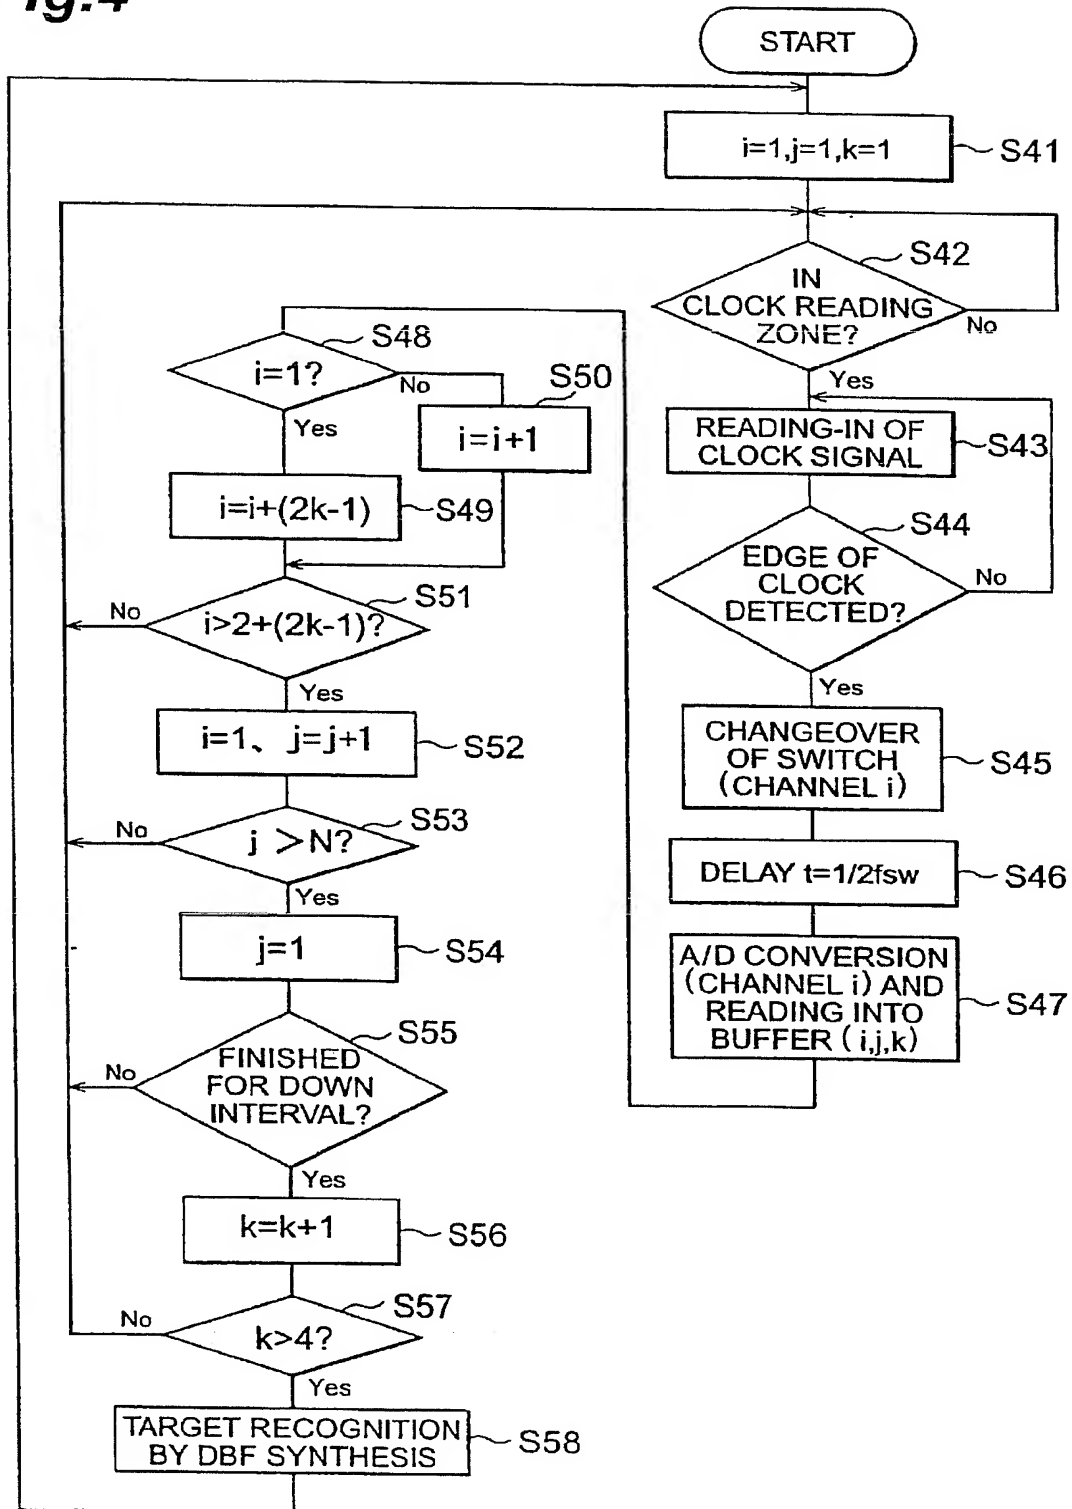 ig.4
START
i=1,j=1,k=1
S41
S42
IN
CLOCK READING
ZONE?
No
Yes
READING-IN OF
CLOCK SIGNAL
S43
S44
EDGE OF
CLOCK
DETECTED?
No
Yes
CHANGEOVER
OF SWITCH
(CHANNEL i)
S45
DELAY t=1/2fsw
S46
A/D CONVERSION
(CHANNEL i) AND
READING INTO
BUFFER ( i,j,k)
S47
S48
i=1?
No
Yes
S50
i=i+1
i=i+(2k-1)
S49
S51
i>2+(2k-1)?
No
Yes
i=1、 j=j+1
S52
S53
j >N?
No
Yes
j=1
S54
S55
FINISHED
FOR DOWN
INTERVAL?
No
Yes
k=k+1
S56
S57
k>4?
No
Yes
TARGET RECOGNITION
BY DBF SYNTHESIS
S58